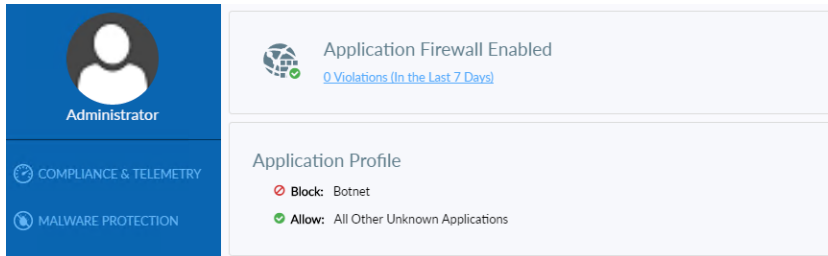 Administrator
COMPLIANCE & TELEMETRY
MALWARE PROTECTION
Application Firewall Enabled
0 Violations (In the Last 7 Days)
Application Profile
Block: Botnet
Allow: All Other Unknown Applications